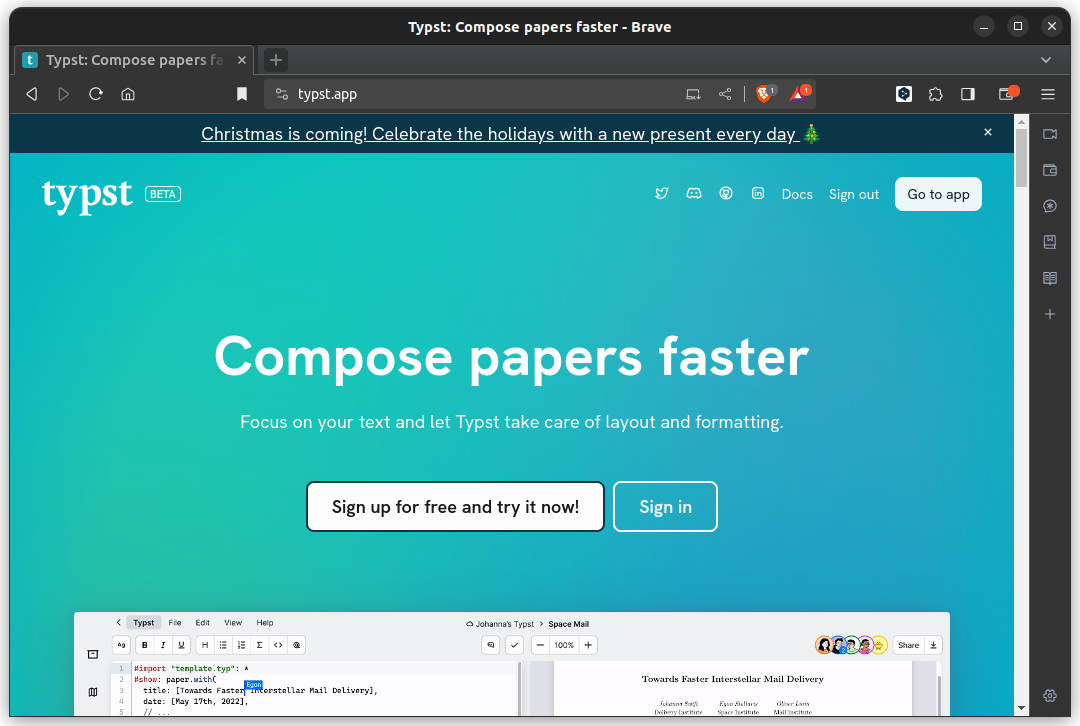 Typst: Compose papers faster - Brave
t Typst: Compose papers fa
typst.app
1
1
Christmas is coming! Celebrate the holidays with a new present every day 🎄
typst BETA
Docs Sign out Go to app
Compose papers faster
Focus on your text and let Typst take care of layout and formatting.
Sign up for free and try it now! Sign in
Typst File Edit View Help
Johanna's Typst > Space Mail
Ag B I U H Σ <> @
100%
Share
1 #import "template.typ": *
2 #show: paper.with(
Egon
3 title: [Towards Faster Interstellar Mail Delivery],
4 date: [May 17th, 2022],
5 // ...
Towards Faster Interstellar Mail Delivery
Johanna Swift Egon Stellaris Oliver Liam
Delivery Institute Space Institute Mail Institute